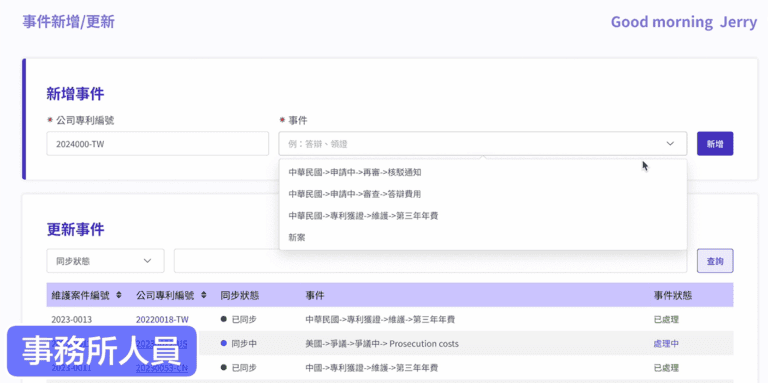 事件新增/更新
Good morning Jerry
新增事件
* 公司專利編號
* 事件
2024000-TW
例：答辯、領證
新增
中華民國->申請中->再審->核駁通知
中華民國->申請中->審查->答辯費用
中華民國->專利獲證->維護->第三年年費
新案
更新事件
同步狀態
查詢
維護案件編號 公司專利編號 同步狀態 事件 事件狀態
2023-0013 20220018-TW 已同步 中華民國->專利獲證->維護->第三年年費 已處理
同步中 美國->爭議->爭議中-> Prosecution costs 處理中
已同步 中國->專利獲證->維護->第三年年費 已處理
事務所人員